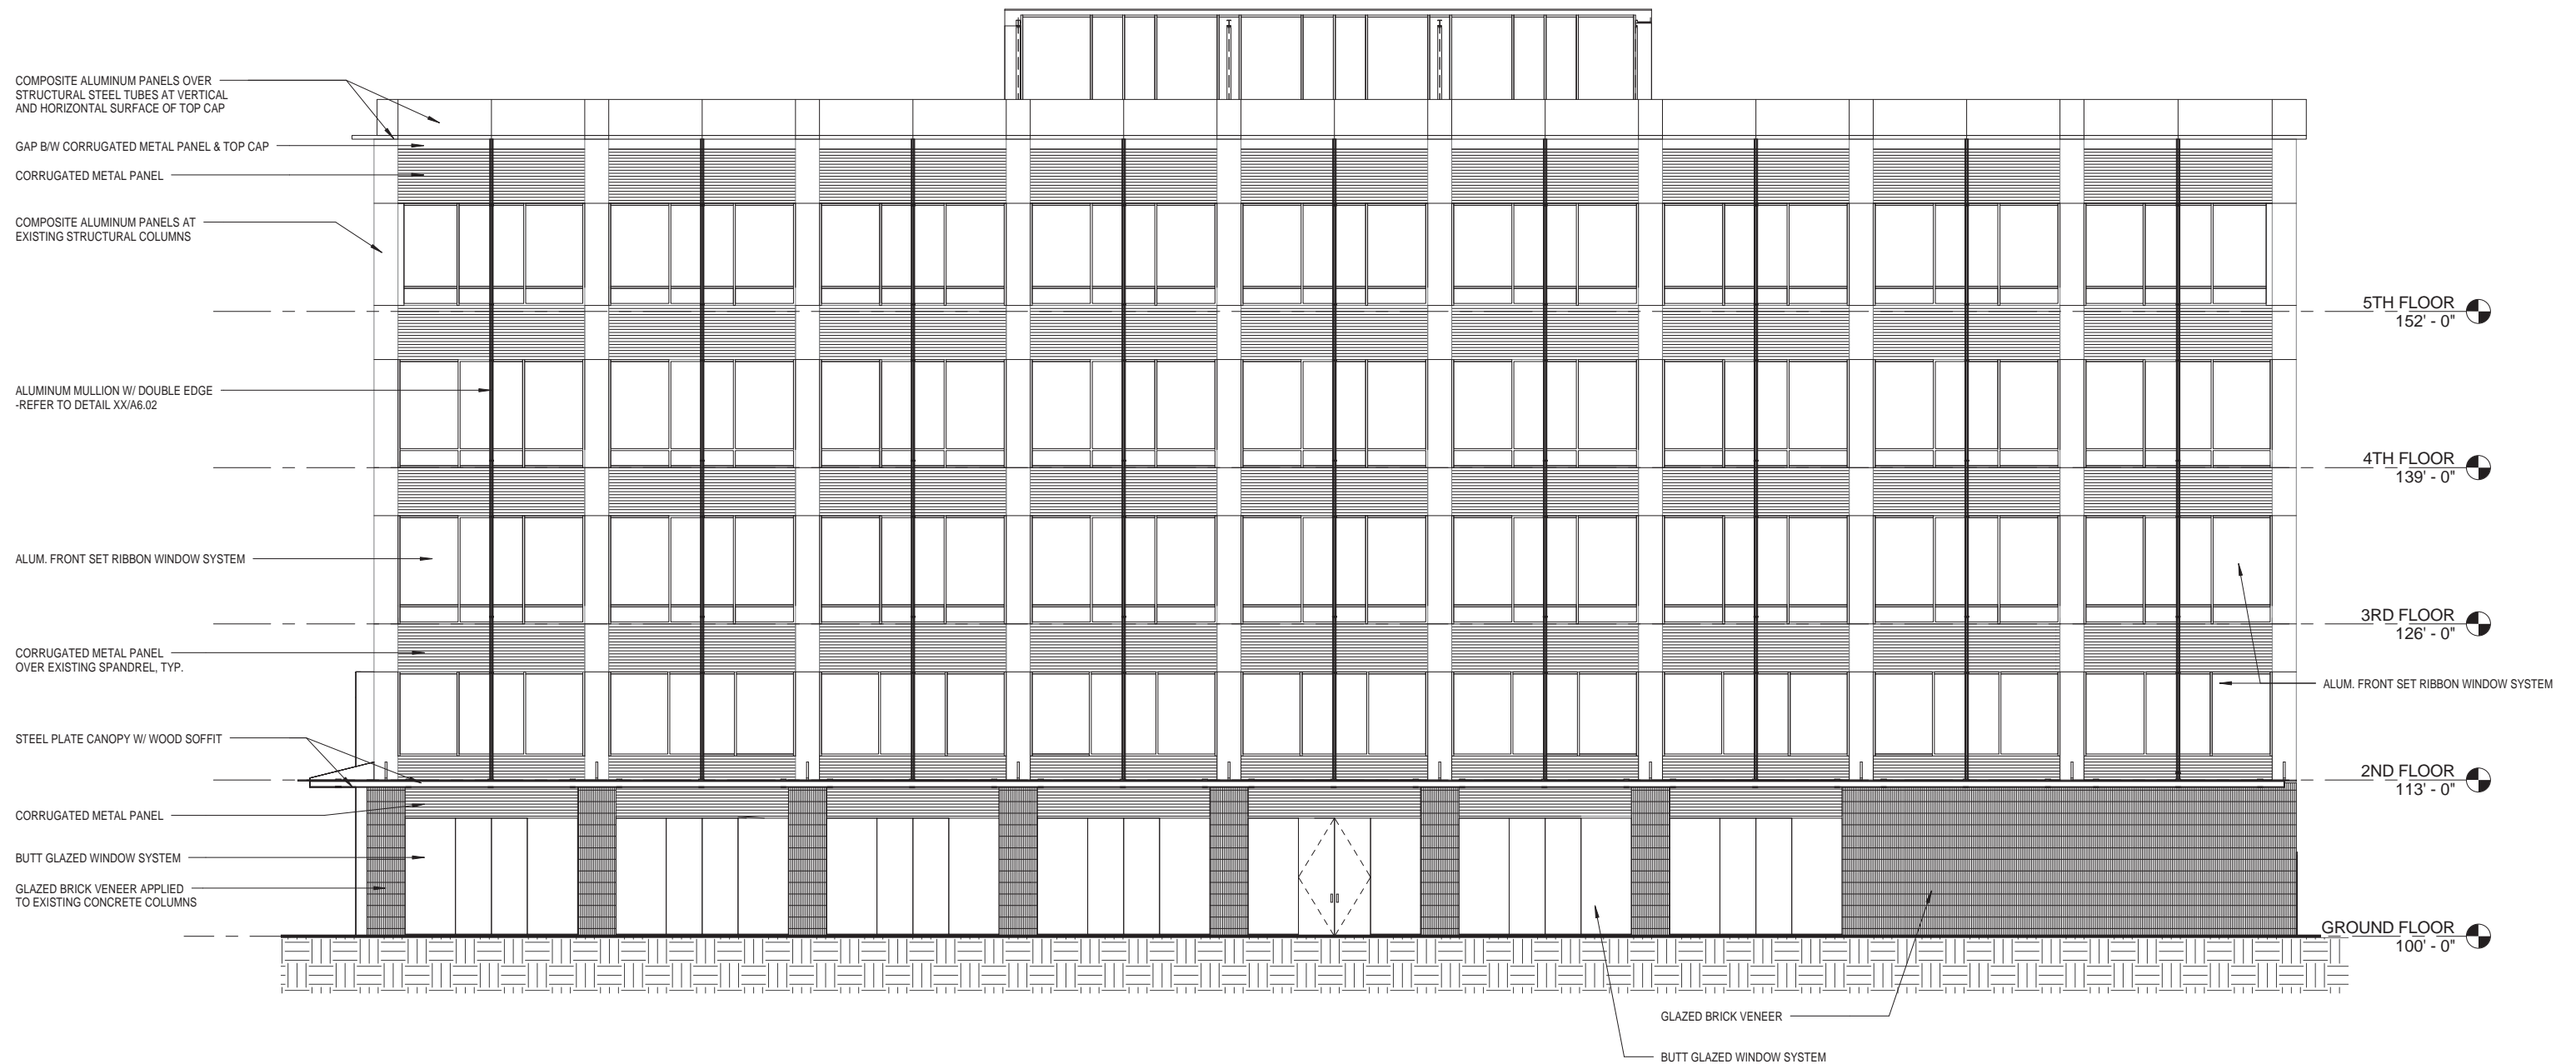 COMPOSITE ALUMINUM PANELS OVER
STRUCTURAL STEEL TUBES AT VERTICAL
AND HORIZONTAL SURFACE OF TOP CAP
GAP B/W CORRUGATED METAL PANEL & TOP CAP
CORRUGATED METAL PANEL
COMPOSITE ALUMINUM PANELS AT
EXISTING STRUCTURAL COLUMNS
ALUMINUM MULLION W/ DOUBLE EDGE
-REFER TO DETAIL XX/A6.02
ALUM. FRONT SET RIBBON WINDOW SYSTEM
CORRUGATED METAL PANEL
OVER EXISTING SPANDREL, TYP.
STEEL PLATE CANOPY W/ WOOD SOFFIT
CORRUGATED METAL PANEL
BUTT GLAZED WINDOW SYSTEM
GLAZED BRICK VENEER APPLIED
TO EXISTING CONCRETE COLUMNS
5TH FLOOR
152' - 0"
4TH FLOOR
139' - 0"
3RD FLOOR
126' - 0"
ALUM. FRONT SET RIBBON WINDOW SYSTEM
2ND FLOOR
113' - 0"
GROUND FLOOR
100' - 0"
GLAZED BRICK VENEER
BUTT GLAZED WINDOW SYSTEM